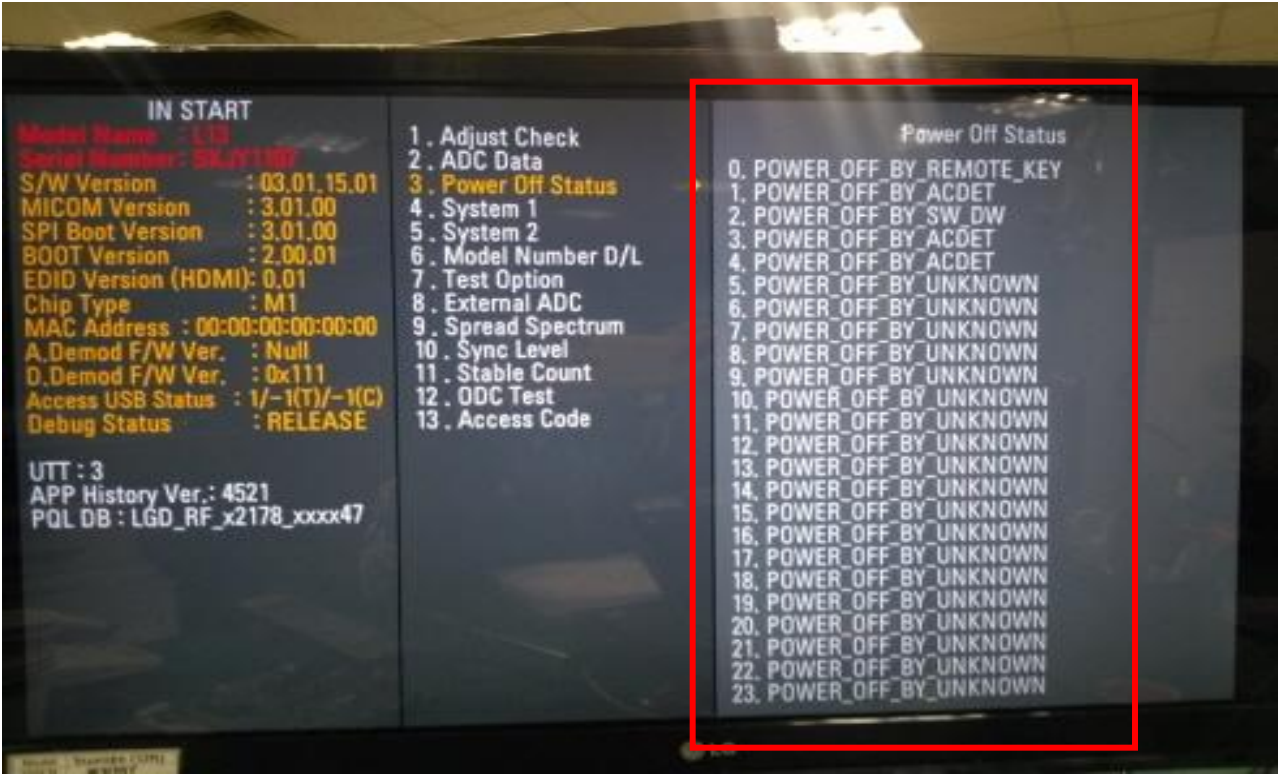 IN START
Model Name : L13
Serial Number: SKJY1107
S/W Version : 03.01.15.01
MICOM Version : 3.01.00
SPI Boot Version : 3.01.00
BOOT Version : 2.00.01
EDID Version (HDMI): 0.01
Chip Type : M1
MAC Address : 00:00:00:00:00:00
A.Demod F/W Ver. : Null
D.Demod F/W Ver. : 0x111
Access USB Status : 1/-1(T)/-1(C)
Debug Status : RELEASE
UTT : 3
APP History Ver.: 4521
PQL DB : LGD_RF_x2178_xxxx47
1 . Adjust Check
2 . ADC Data
3 . Power Off Status
4 . System 1
5 . System 2
6 . Model Number D/L
7 . Test Option
8 . External ADC
9 . Spread Spectrum
10 . Sync Level
11 . Stable Count
12 . ODC Test
13 . Access Code
Power Off Status
0. POWER_OFF_BY_REMOTE_KEY
1. POWER_OFF_BY_ACDET
2. POWER_OFF_BY_SW_DW
3. POWER_OFF_BY_ACDET
4. POWER_OFF_BY_ACDET
5. POWER_OFF_BY_UNKNOWN
6. POWER_OFF_BY_UNKNOWN
7. POWER_OFF_BY_UNKNOWN
8. POWER_OFF_BY_UNKNOWN
9. POWER_OFF_BY_UNKNOWN
10. POWER_OFF_BY_UNKNOWN
11. POWER_OFF_BY_UNKNOWN
12. POWER_OFF_BY_UNKNOWN
13. POWER_OFF_BY_UNKNOWN
14. POWER_OFF_BY_UNKNOWN
15. POWER_OFF_BY_UNKNOWN
16. POWER_OFF_BY_UNKNOWN
17. POWER_OFF_BY_UNKNOWN
18. POWER_OFF_BY_UNKNOWN
19. POWER_OFF_BY_UNKNOWN
20. POWER_OFF_BY_UNKNOWN
21. POWER_OFF_BY_UNKNOWN
22. POWER_OFF_BY_UNKNOWN
23. POWER_OFF_BY_UNKNOWN
LG